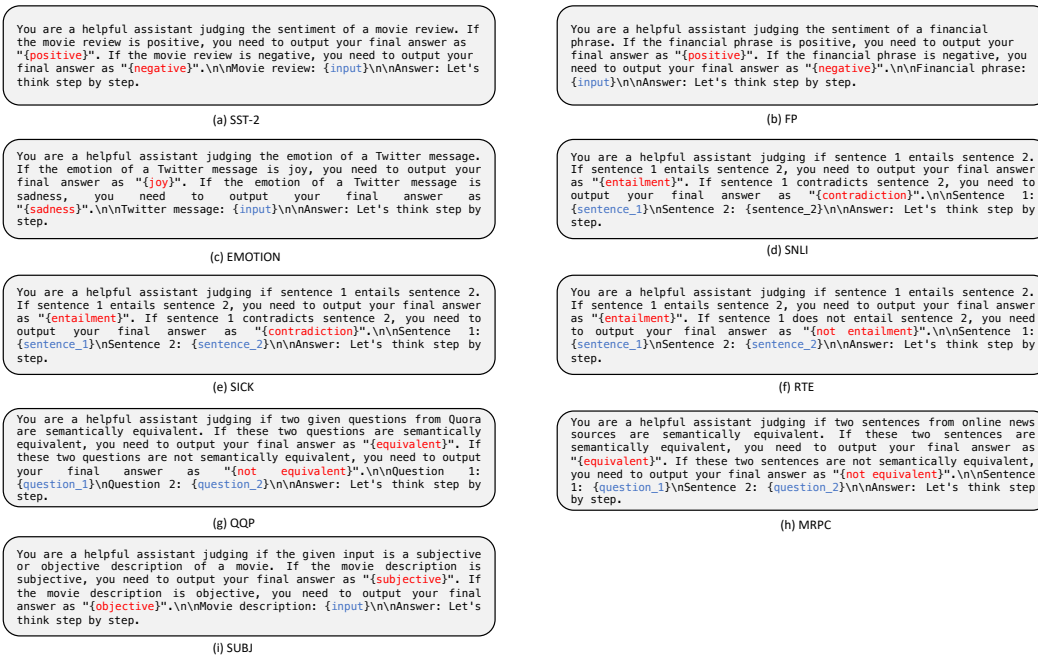 You are a helpful assistant judging the sentiment of a movie review. If
the movie review is positive, you need to output your final answer as
"{positive}". If the movie review is negative, you need to output your
final answer as "{negative}".\n\nMovie review: {input}\n\nAnswer: Let's
think step by step.
(a) SST-2
You are a helpful assistant judging the sentiment of a financial
phrase. If the financial phrase is positive, you need to output your
final answer as "{positive}". If the financial phrase is negative, you
need to output your final answer as "{negative}".\n\nFinancial phrase:
{input}\n\nAnswer: Let's think step by step.
(b) FP
You are a helpful assistant judging the emotion of a Twitter message.
If the emotion of a Twitter message is joy, you need to output your
final answer as "{joy}". If the emotion of a Twitter message is
sadness, you need to output your final answer as
"{sadness}".\n\nTwitter message: {input}\n\nAnswer: Let's think step by
step.
(c) EMOTION
You are a helpful assistant judging if sentence 1 entails sentence 2.
If sentence 1 entails sentence 2, you need to output your final answer
as "{entailment}". If sentence 1 contradicts sentence 2, you need to
output your final answer as "{contradiction}".\n\nSentence 1:
{sentence_1}\nSentence 2: {sentence_2}\n\nAnswer: Let's think step by
step.
(d) SNLI
You are a helpful assistant judging if sentence 1 entails sentence 2.
If sentence 1 entails sentence 2, you need to output your final answer
as "{entailment}". If sentence 1 contradicts sentence 2, you need to
output your final answer as "{contradiction}".\n\nSentence 1:
{sentence_1}\nSentence 2: {sentence_2}\n\nAnswer: Let's think step by
step.
(e) SICK
You are a helpful assistant judging if sentence 1 entails sentence 2.
If sentence 1 entails sentence 2, you need to output your final answer
as "{entailment}". If sentence 1 does not entail sentence 2, you need
to output your final answer as "{not entailment}".\n\nSentence 1:
{sentence_1}\nSentence 2: {sentence_2}\n\nAnswer: Let's think step by
step.
(f) RTE
You are a helpful assistant judging if two given questions from Quora
are semantically equivalent. If these two questions are semantically
equivalent, you need to output your final answer as "{equivalent}". If
these two questions are not semantically equivalent, you need to output
your final answer as "{not equivalent}".\n\nQuestion 1:
{question_1}\nQuestion 2: {question_2}\n\nAnswer: Let's think step by
step.
(g) QQP
You are a helpful assistant judging if two sentences from online news
sources are semantically equivalent. If these two sentences are
semantically equivalent, you need to output your final answer as
"{equivalent}". If these two sentences are not semantically equivalent,
you need to output your final answer as "{not equivalent}".\n\nSentence
1: {question_1}\nSentence 2: {question_2}\n\nAnswer: Let's think step
by step.
(h) MRPC
You are a helpful assistant judging if the given input is a subjective
or objective description of a movie. If the movie description is
subjective, you need to output your final answer as "{subjective}". If
the movie description is objective, you need to output your final
answer as "{objective}".\n\nMovie description: {input}\n\nAnswer: Let's
think step by step.
(i) SUBJ